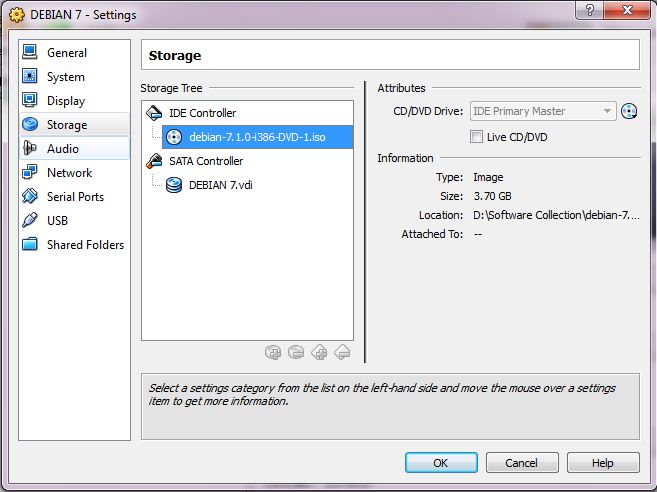 DEBIAN 7 - Settings
General
System
Display
Storage
Audio
Network
Serial Ports
USB
Shared Folders
Storage
Storage Tree
IDE Controller
debian-7.1.0-i386-DVD-1.iso
SATA Controller
DEBIAN 7.vdi
Attributes
CD/DVD Drive: IDE Primary Master
Live CD/DVD
Information
Type: Image
Size: 3.70 GB
Location: D:\Software Collection\debian-7....
Attached To: --
Select a settings category from the list on the left-hand side and move the mouse over a settings
item to get more information.
OK Cancel Help